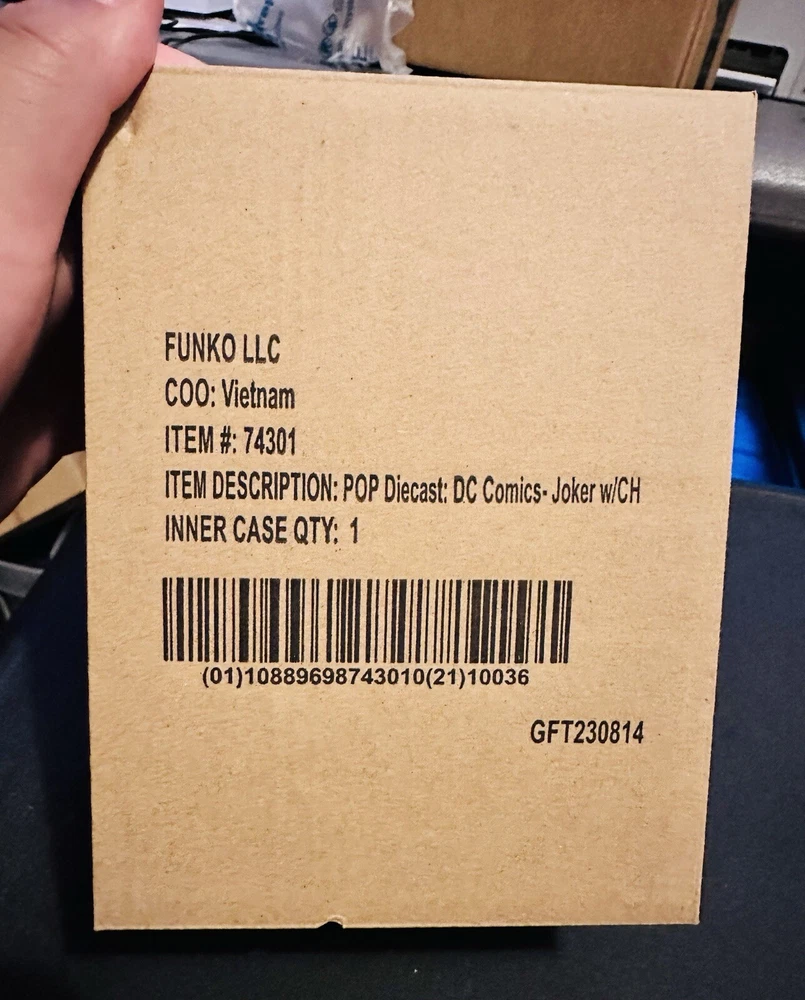 FUNKO LLC
COO: Vietnam
ITEM #: 74301
ITEM DESCRIPTION: POP Diecast: DC Comics- Joker w/CH
INNER CASE QTY: 1
(01)10889698743010(21)10036
GFT230814